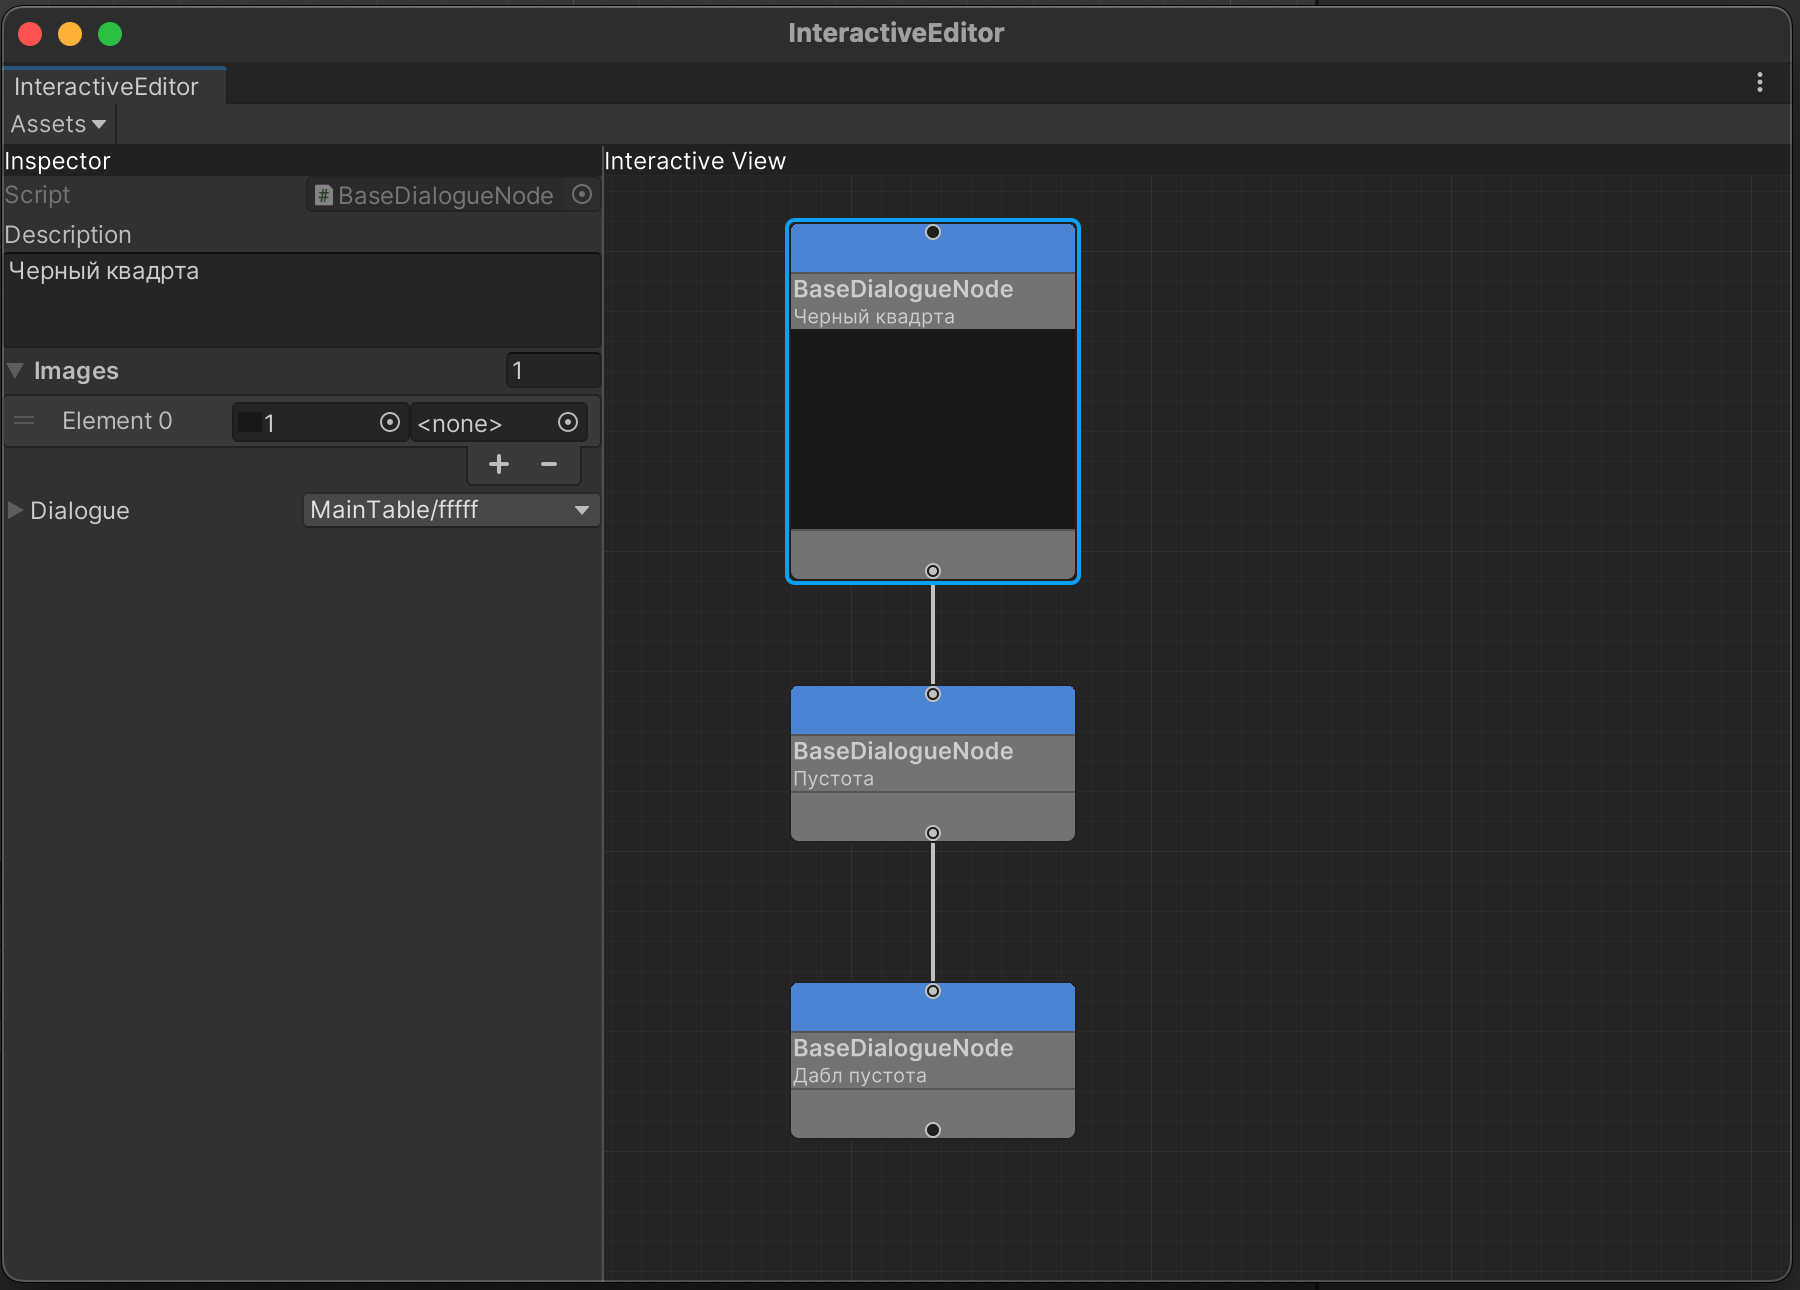 InteractiveEditor
InteractiveEditor
Assets
Inspector
Script
# BaseDialogueNode
Description
Черный квадрта
Images
1
Element 0
1
<none>
+ −
Dialogue
MainTable/fffff
Interactive View
BaseDialogueNode
Черный квадрта
BaseDialogueNode
Пустота
BaseDialogueNode
Дабл пустота